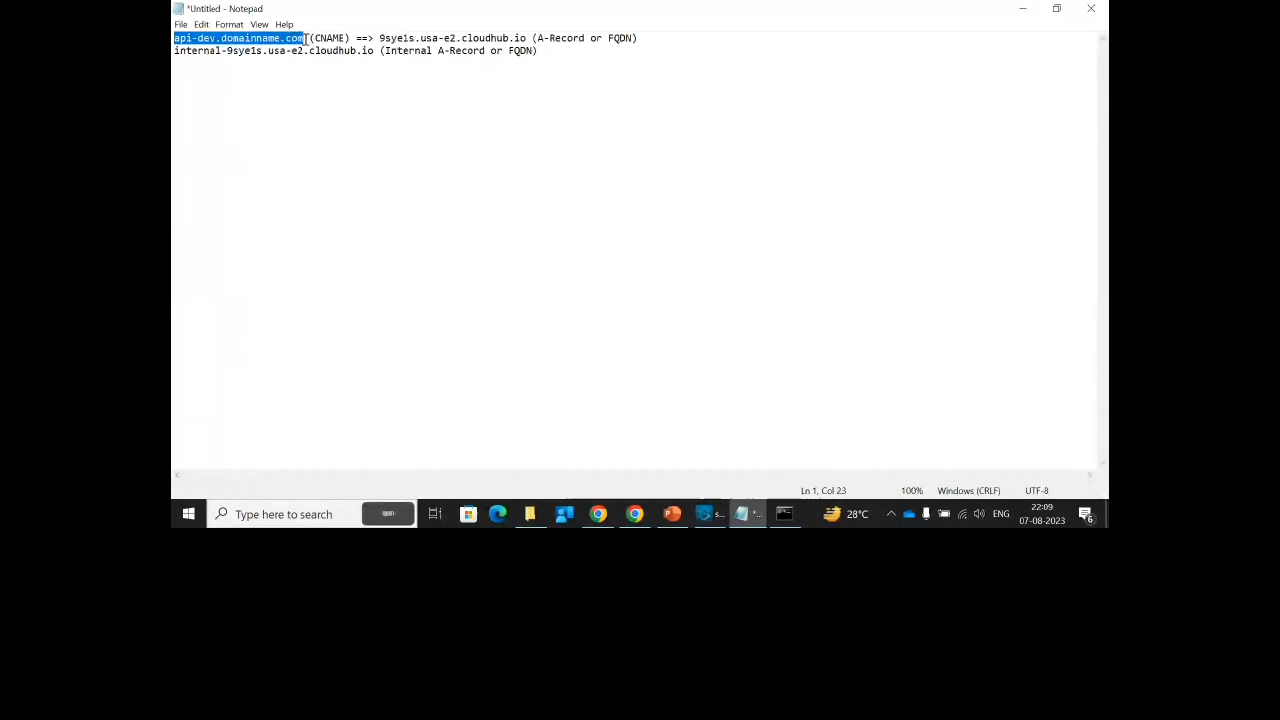 *Untitled - Notepad
File Edit Format View Help
api-dev.domainname.com (CNAME) ==> 9sye1s.usa-e2.cloudhub.io (A-Record or FQDN)
internal-9sye1s.usa-e2.cloudhub.io (Internal A-Record or FQDN)
Ln 1, Col 23 100% Windows (CRLF) UTF-8
Type here to search
s...
*...
28°C
ENG
22:09
07-08-2023
6